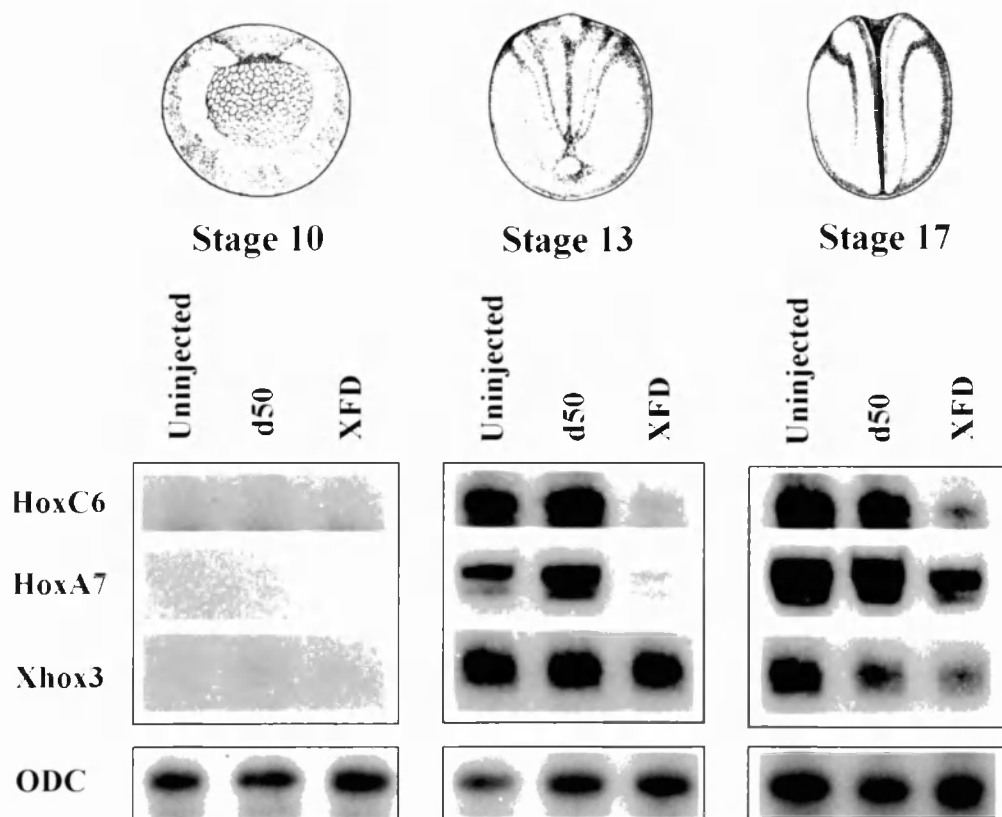 Stage 10
Stage 13
Stage 17
Uninjected
d50
XFD
Uninjected
d50
XFD
Uninjected
d50
XFD
HoxC6
HoxA7
Xhox3
ODC